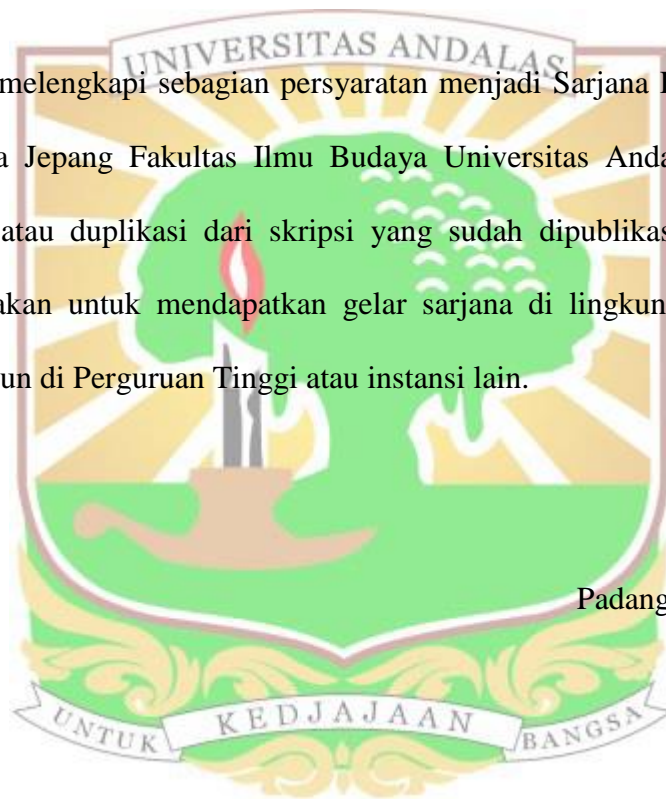 UNIVERSITAS ANDALAS
melengkapi sebagian persyaratan menjadi Sarjana
a Jepang Fakultas Ilmu Budaya Universitas Anda
atau duplikasi dari skripsi yang sudah dipublikas
akan untuk mendapatkan gelar sarjana di lingkun
un di Perguruan Tinggi atau instansi lain.
Padang
UNTUK KEDJAJAAN BANGSA